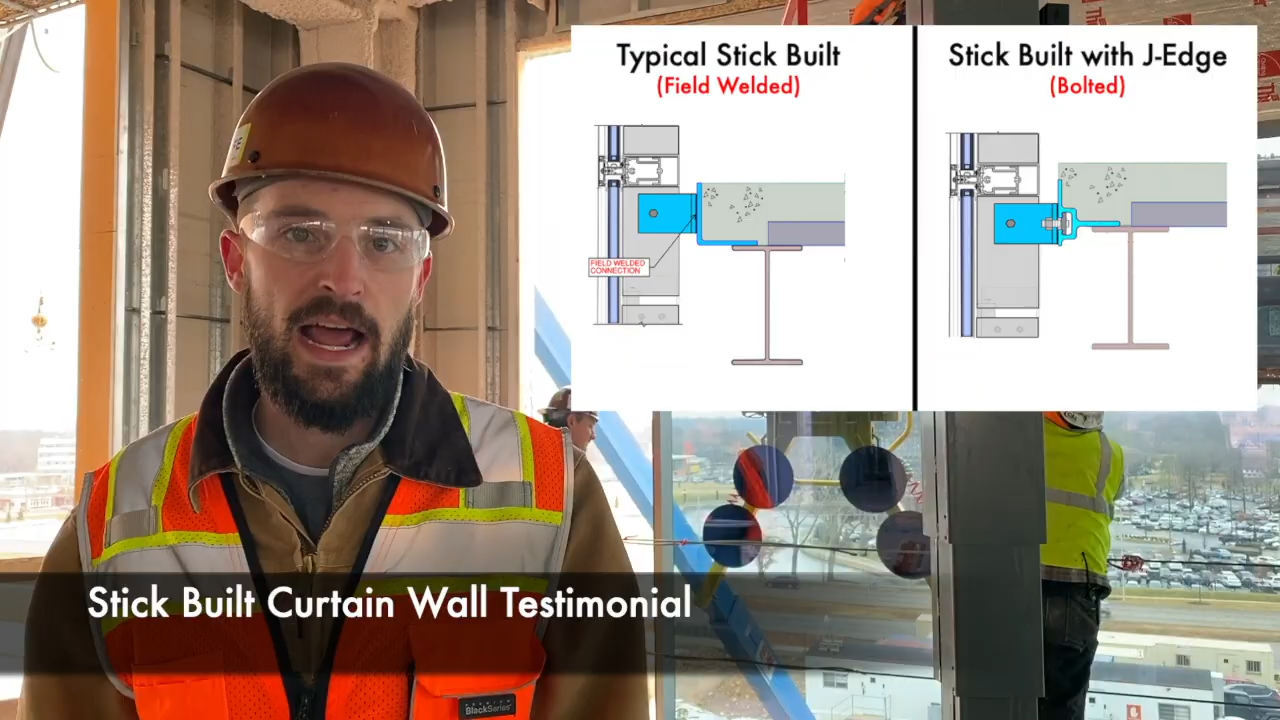 Typical Stick Built
(Field Welded)
FIELD WELDED
CONNECTION
Stick Built with J-Edge
(Bolted)
Stick Built Curtain Wall Testimonial
BlackSeries